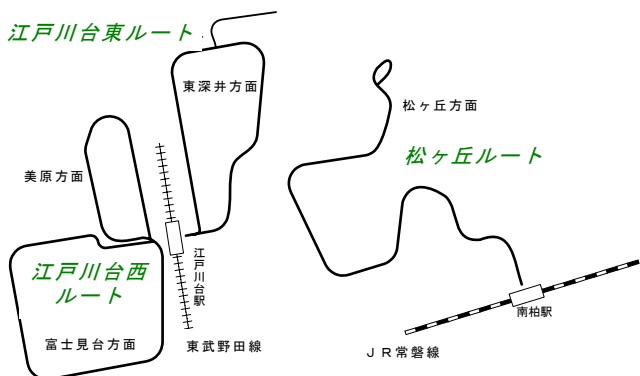 江戸川台東ルート
東深井方面
松ヶ丘方面
松ヶ丘ルート
美原方面
江戸川台西
ルート
江戸川台駅
富士見台方面
東武野田線
南柏駅
ＪＲ常磐線